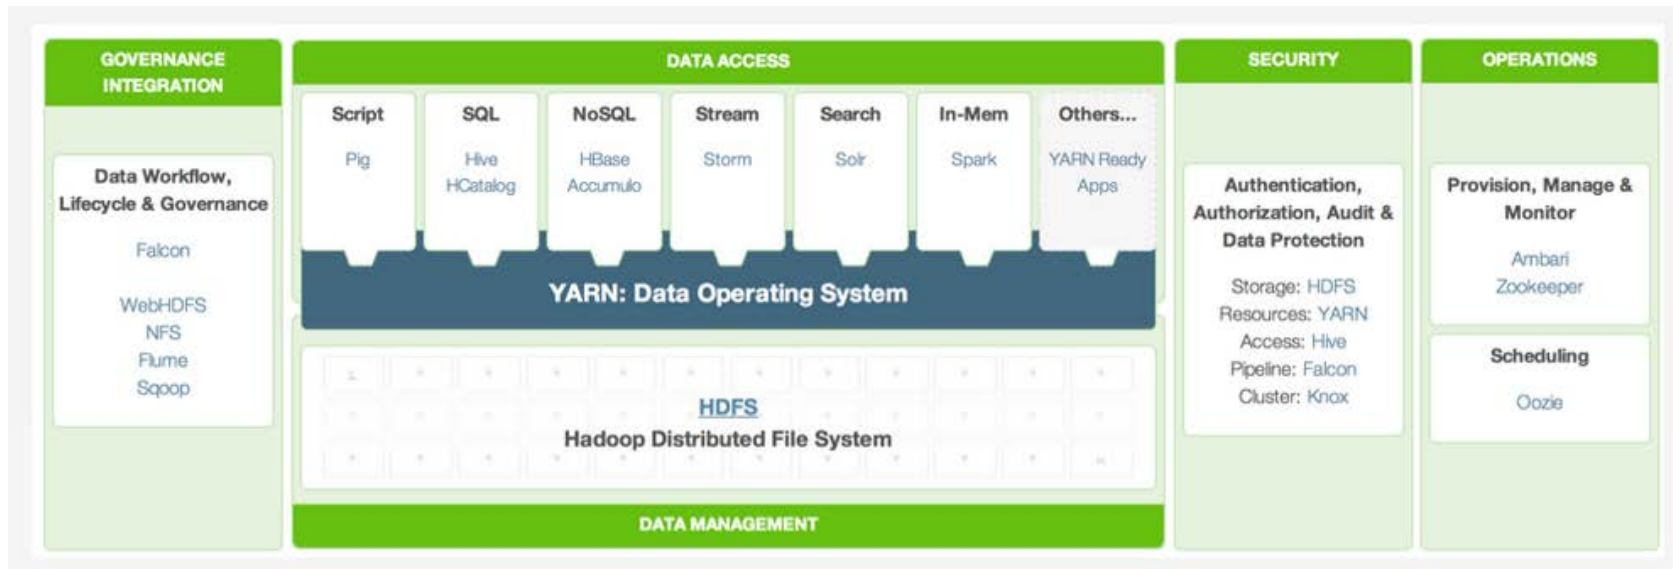 GOVERNANCE
INTEGRATION
Data Workflow,
Lifecycle & Governance
Falcon
WebHDFS
NFS
Flume
Sqoop
DATA ACCESS
Script
Pig
SQL
Hive
HCatalog
NoSQL
HBase
Accumulo
Stream
Storm
Search
Solr
In-Mem
Spark
Others...
YARN Ready
Apps
YARN: Data Operating System
HDFS
Hadoop Distributed File System
DATA MANAGEMENT
SECURITY
Authentication,
Authorization, Audit &
Data Protection
Storage: HDFS
Resources: YARN
Access: Hive
Pipeline: Falcon
Cluster: Knox
OPERATIONS
Provision, Manage &
Monitor
Ambari
Zookeeper
Scheduling
Oozie